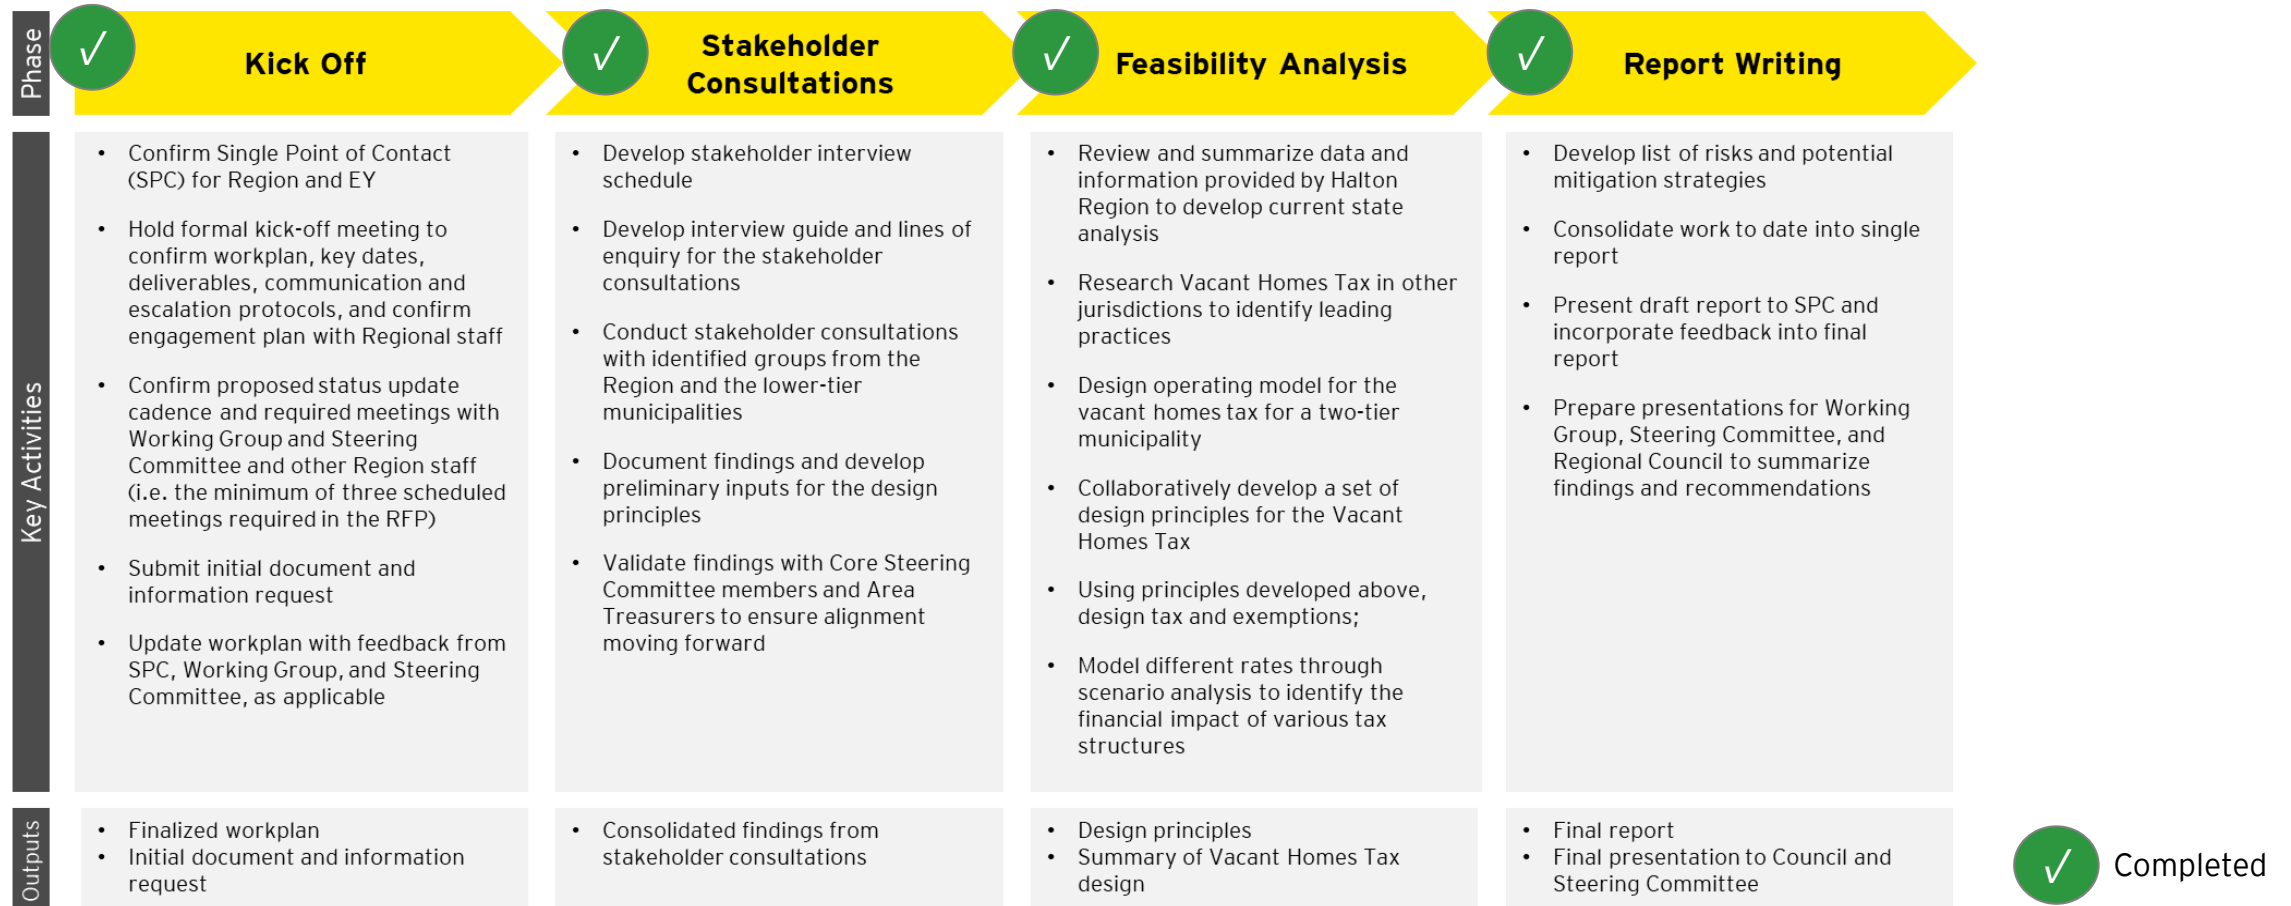 Phase
✓
Kick Off
✓
Stakeholder
Consultations
✓
Feasibility Analysis
✓
Report Writing
Key Activities
• Confirm Single Point of Contact
(SPC) for Region and EY
• Hold formal kick-off meeting to
confirm workplan, key dates,
deliverables, communication and
escalation protocols, and confirm
engagement plan with Regional staff
• Confirm proposed status update
cadence and required meetings with
Working Group and Steering
Committee and other Region staff
(i.e. the minimum of three scheduled
meetings required in the RFP)
• Submit initial document and
information request
• Update workplan with feedback from
SPC, Working Group, and Steering
Committee, as applicable
• Develop stakeholder interview
schedule
• Develop interview guide and lines of
enquiry for the stakeholder
consultations
• Conduct stakeholder consultations
with identified groups from the
Region and the lower-tier
municipalities
• Document findings and develop
preliminary inputs for the design
principles
• Validate findings with Core Steering
Committee members and Area
Treasurers to ensure alignment
moving forward
• Review and summarize data and
information provided by Halton
Region to develop current state
analysis
• Research Vacant Homes Tax in other
jurisdictions to identify leading
practices
• Design operating model for the
vacant homes tax for a two-tier
municipality
• Collaboratively develop a set of
design principles for the Vacant
Homes Tax
• Using principles developed above,
design tax and exemptions;
• Model different rates through
scenario analysis to identify the
financial impact of various tax
structures
• Develop list of risks and potential
mitigation strategies
• Consolidate work to date into single
report
• Present draft report to SPC and
incorporate feedback into final
report
• Prepare presentations for Working
Group, Steering Committee, and
Regional Council to summarize
findings and recommendations
Outputs
• Finalized workplan
• Initial document and information
request
• Consolidated findings from
stakeholder consultations
• Design principles
• Summary of Vacant Homes Tax
design
• Final report
• Final presentation to Council and
Steering Committee
✓ Completed